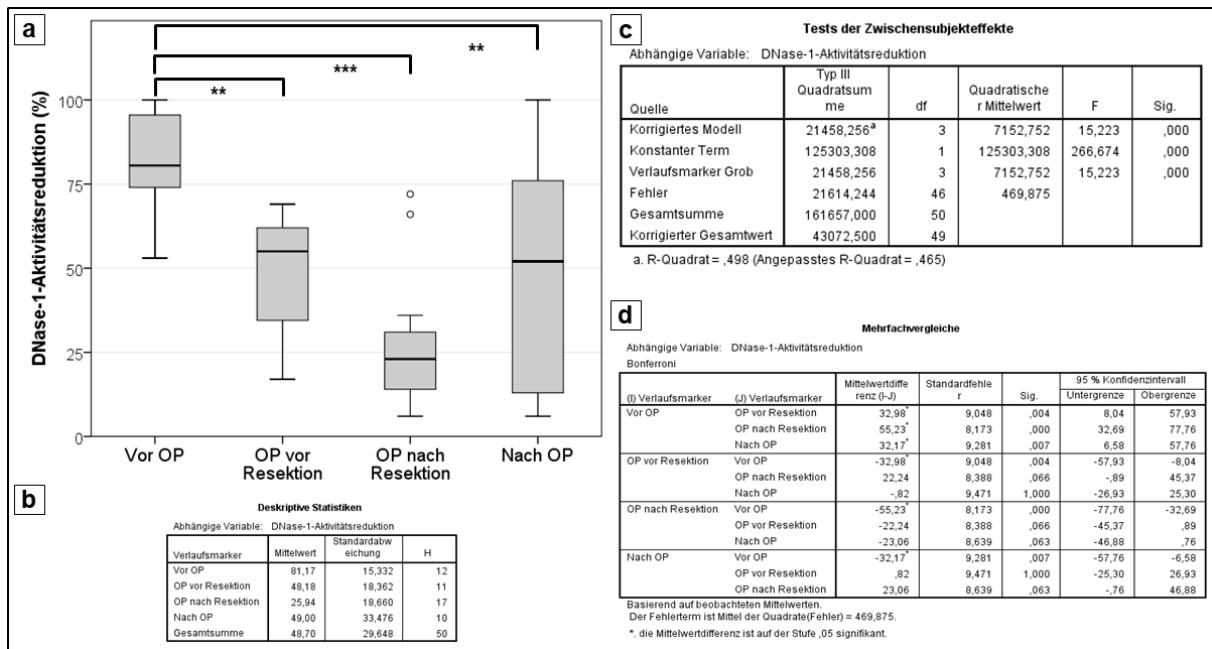 a
** 
***
**
DNase-1-Aktivitätsreduktion (%)
100
75
50
25
0
Vor OP
OP vor Resektion
OP nach Resektion
Nach OP
b
Deskriptive Statistiken
Abhängige Variable: DNase-1-Aktivitätsreduktion
Verlaufsmarker Mittelwert Standardabw eichung H
Vor OP 81,17 15,332 12
OP vor Resektion 48,18 18,362 11
OP nach Resektion 25,94 18,660 17
Nach OP 49,00 33,476 10
Gesamtsumme 48,70 29,648 50
c
Tests der Zwischensubjekteffekte
Abhängige Variable: DNase-1-Aktivitätsreduktion
Quelle Typ III Quadratsum me df Quadratische r Mittelwert F Sig.
Korrigiertes Modell 21458,256a 3 7152,752 15,223 ,000
Konstanter Term 125303,308 1 125303,308 266,674 ,000
Verlaufsmarker Grob 21458,256 3 7152,752 15,223 ,000
Fehler 21614,244 46 469,875
Gesamtsumme 161657,000 50
Korrigierter Gesamtwert 43072,500 49
a. R-Quadrat = ,498 (Angepasstes R-Quadrat = ,465)
d
Mehrfachvergleiche
Abhängige Variable: DNase-1-Aktivitätsreduktion
Bonferroni
(I) Verlaufsmarker (J) Verlaufsmarker Mittelwertdiffe renz (I-J) Standardfehle r Sig. 95 % Konfidenzintervall
Untergrenze Obergrenze
Vor OP OP vor Resektion 32,98* 9,048 ,004 8,04 57,93
OP nach Resektion 55,23* 8,173 ,000 32,69 77,76
Nach OP 32,17* 9,281 ,007 6,58 57,76
OP vor Resektion Vor OP -32,98* 9,048 ,004 -57,93 -8,04
OP nach Resektion 22,24 8,388 ,066 -,89 45,37
Nach OP -,82 9,471 1,000 -26,93 25,30
OP nach Resektion Vor OP -55,23* 8,173 ,000 -77,76 -32,69
OP vor Resektion -22,24 8,388 ,066 -45,37 ,89
Nach OP -23,06 8,639 ,063 -46,88 ,76
Nach OP Vor OP -32,17* 9,281 ,007 -57,76 -6,58
OP vor Resektion ,82 9,471 1,000 -25,30 26,93
OP nach Resektion 23,06 8,639 ,063 -,76 46,88
Basierend auf beobachteten Mittelwerten.
Der Fehlerterm ist Mittel der Quadrate(Fehler) = 469,875.
*. die Mittelwertdifferenz ist auf der Stufe ,05 signifikant.